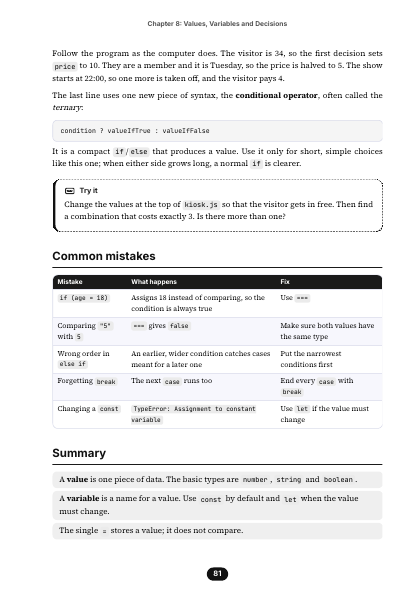 Chapter 8: Values, Variables and Decisions
Follow the program as the computer does. The visitor is 34, so the first decision sets
price to 10. They are a member and it is Tuesday, so the price is halved to 5. The show
starts at 22:00, so one more is taken off, and the visitor pays 4.
The last line uses one new piece of syntax, the conditional operator, often called the
ternary:
condition ? valueIfTrue : valueIfFalse
It is a compact if/else that produces a value. Use it only for short, simple choices
like this one; when either side grows long, a normal if is clearer.
Try it
Change the values at the top of kiosk.js so that the visitor gets in free. Then find
a combination that costs exactly 3. Is there more than one?
Common mistakes
Mistake What happens Fix
if (age = 18) Assigns 18 instead of comparing, so the Use ===
condition is always true
Comparing "5" === gives false Make sure both values have
with 5 the same type
Wrong order in An earlier, wider condition catches cases Put the narrowest
else if meant for a later one conditions first
Forgetting break The next case runs too End every case with
break
Changing a const TypeError: Assignment to constant Use let if the value must
variable change
Summary
A value is one piece of data. The basic types are number, string and boolean.
A variable is a name for a value. Use const by default and let when the value
must change.
The single = stores a value; it does not compare.
81